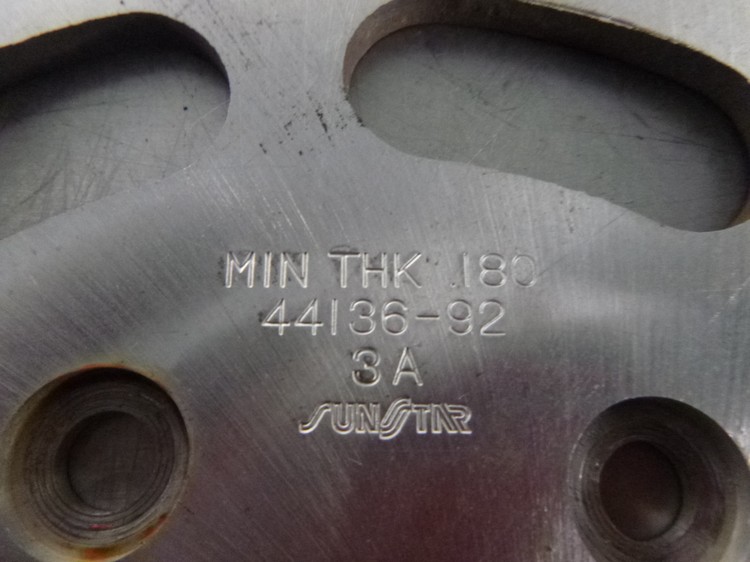 MIN THK .180
44136-92
3A
SUNSTAR